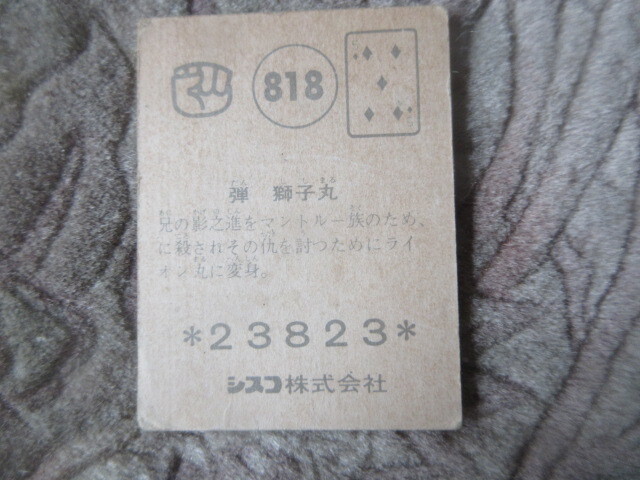 818
弾 獅子丸
兄の影之進をマントル一族のため、
に殺されその仇を討つためにライ
オン丸に変身。
*23823*
シスコ株式会社